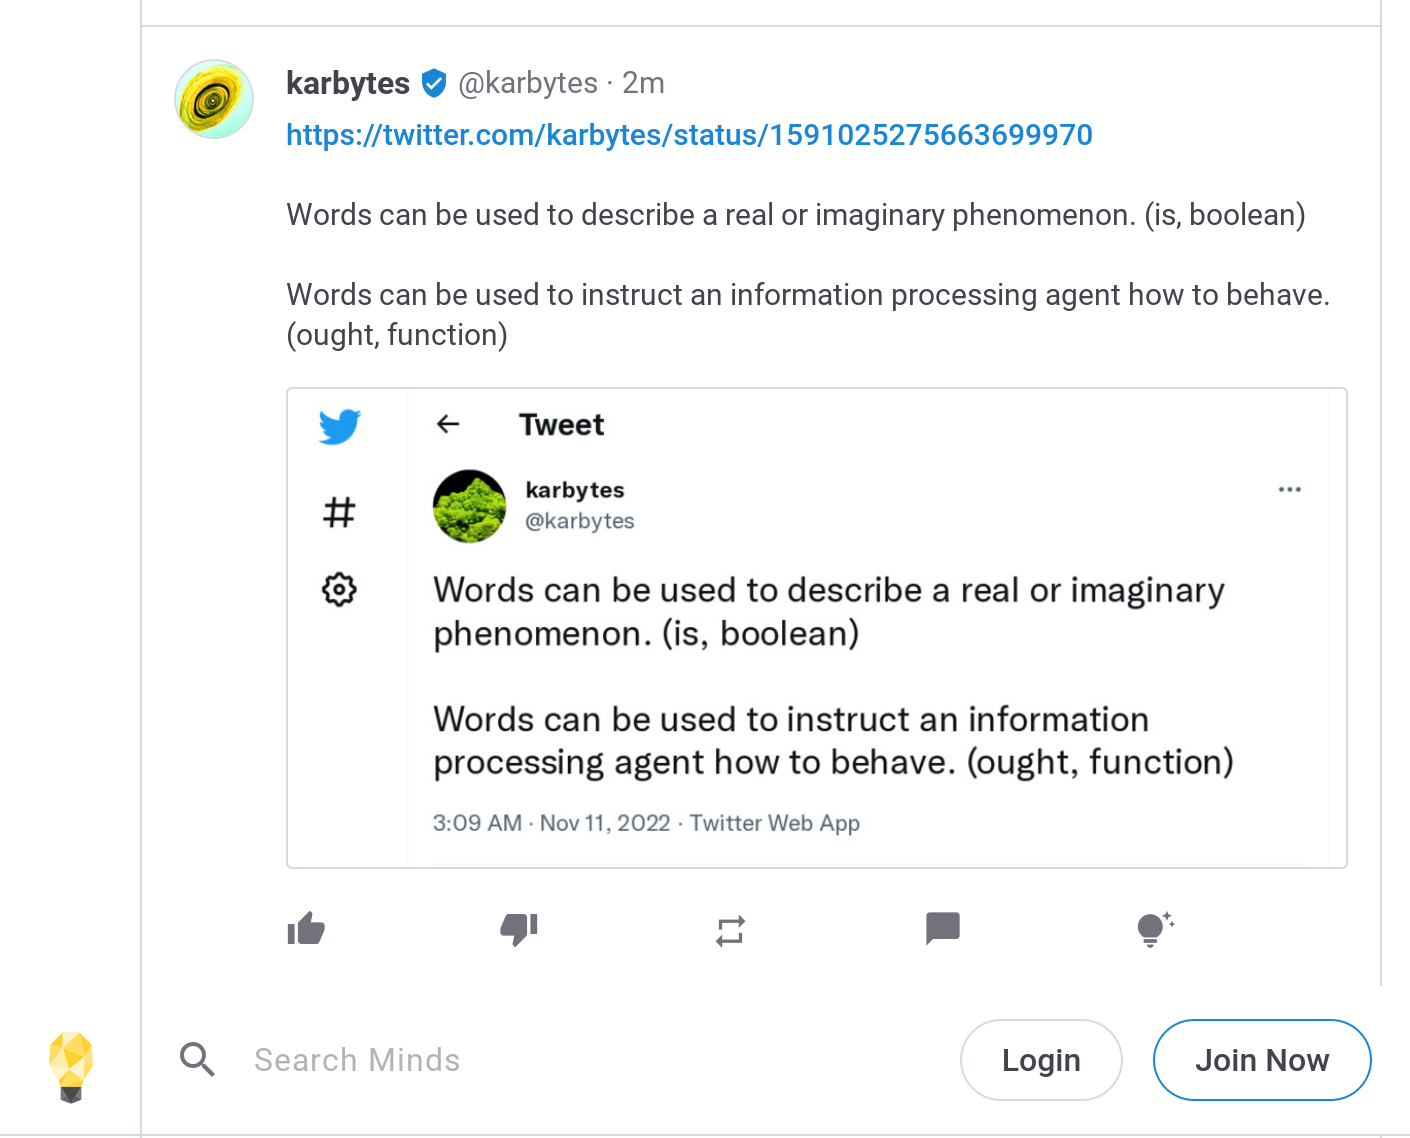 karbytes @karbytes · 2m
https://twitter.com/karbytes/status/1591025275663699970
Words can be used to describe a real or imaginary phenomenon. (is, boolean)
Words can be used to instruct an information processing agent how to behave.
(ought, function)
Tweet
karbytes
@karbytes
Words can be used to describe a real or imaginary
phenomenon. (is, boolean)
Words can be used to instruct an information
processing agent how to behave. (ought, function)
3:09 AM · Nov 11, 2022 · Twitter Web App
Search Minds
Login
Join Now